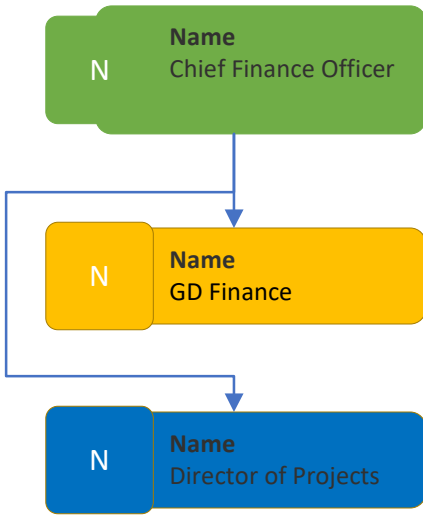 N
Name
Chief Finance Officer
N
Name
GD Finance
N
Name
Director of Projects